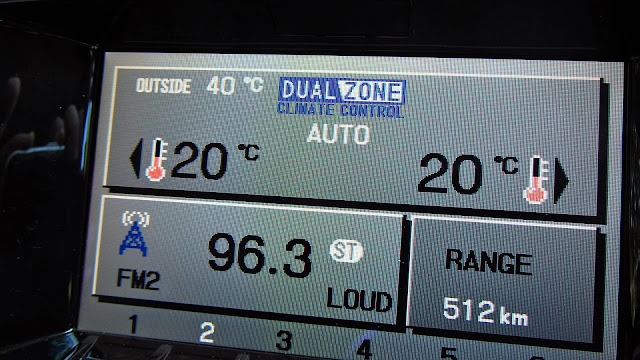 OUTSIDE 40 °C DUAL ZONE
CLIMATE CONTROL
AUTO
20 °C 20 °C
96.3 ST RANGE
FM2 LOUD 512 km
1 2 3 4 5